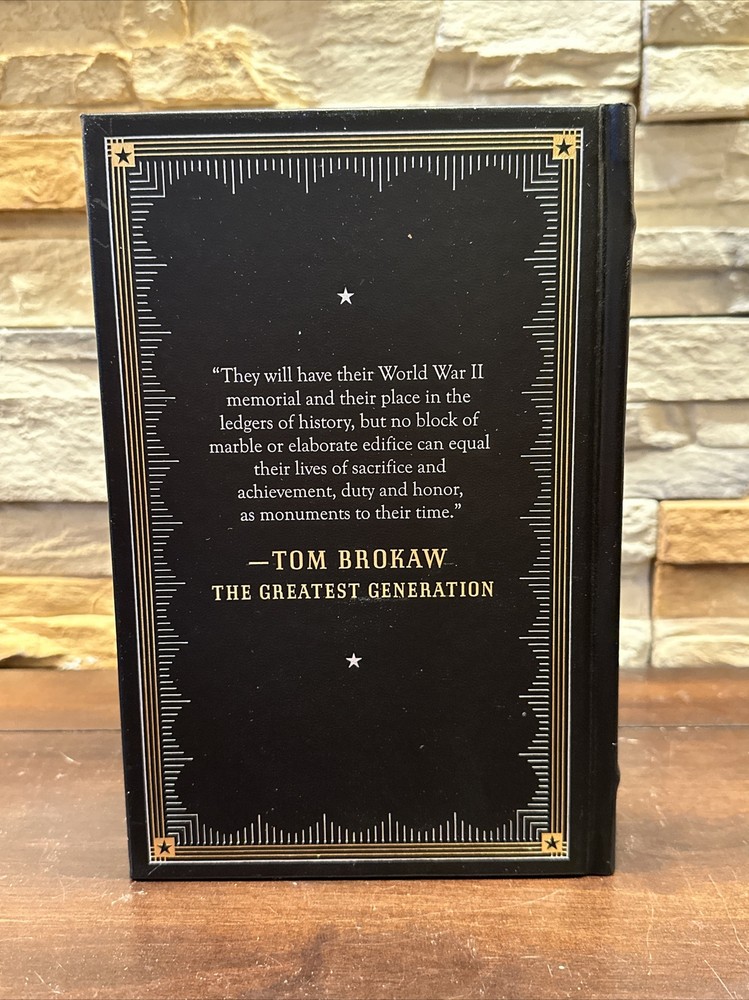 “They will have their World War II
memorial and their place in the
ledgers of history, but no block of
marble or elaborate edifice can equal
their lives of sacrifice and
achievement, duty and honor,
as monuments to their time.”
—TOM BROKAW
THE GREATEST GENERATION